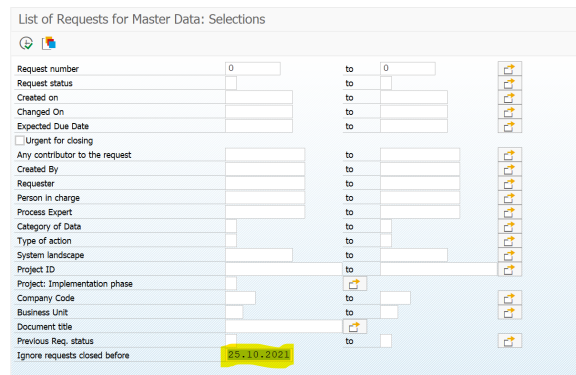 List of Requests for Master Data: Selections
Request number 0 to 0
Request status to
Created on to
Changed On to
Expected Due Date to
Urgent for closing
Any contributor to the request to
Created By to
Requester to
Person in charge to
Process Expert to
Category of Data to
Type of action to
System landscape to
Project ID to
Project: Implementation phase
Company Code to
Business Unit to
Document title
Previous Req. status to
Ignore requests closed before 25.10.2021